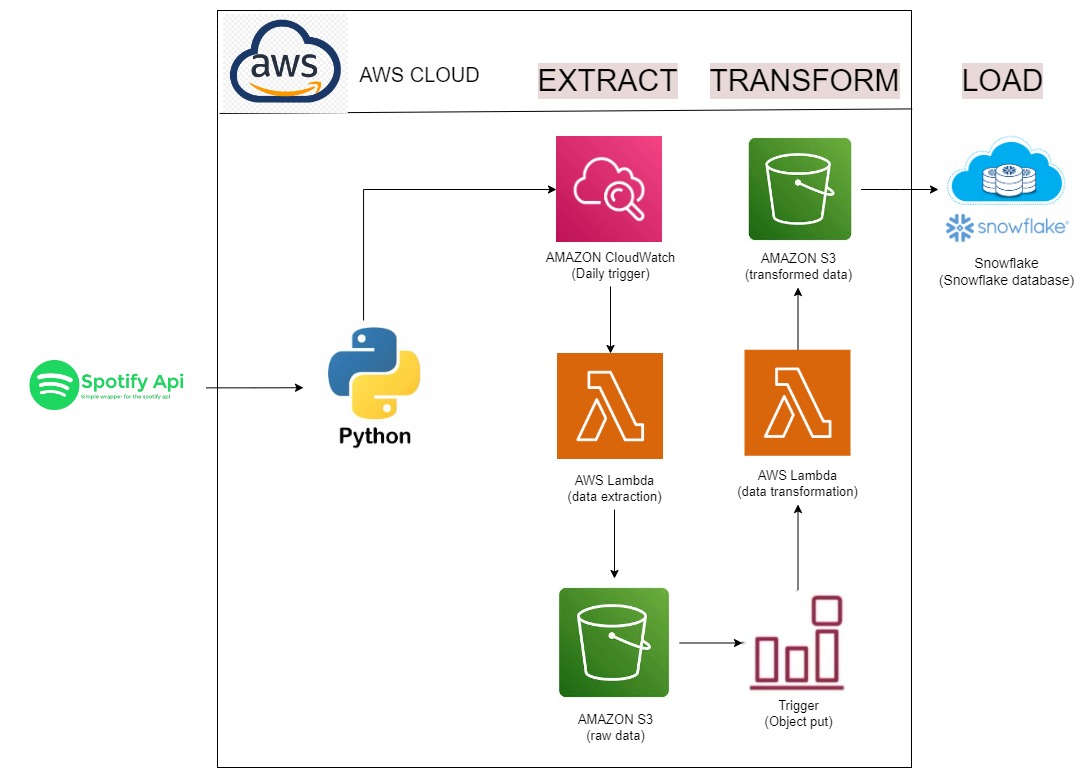 aws
AWS CLOUD
EXTRACT
TRANSFORM
LOAD
AMAZON CloudWatch
(Daily trigger)
AMAZON S3
(transformed data)
snowflake®
Snowflake
(Snowflake database)
Spotify Api
Simple wrapper for the spotify api
Python
AWS Lambda
(data extraction)
AWS Lambda
(data transformation)
AMAZON S3
(raw data)
Trigger
(Object put)